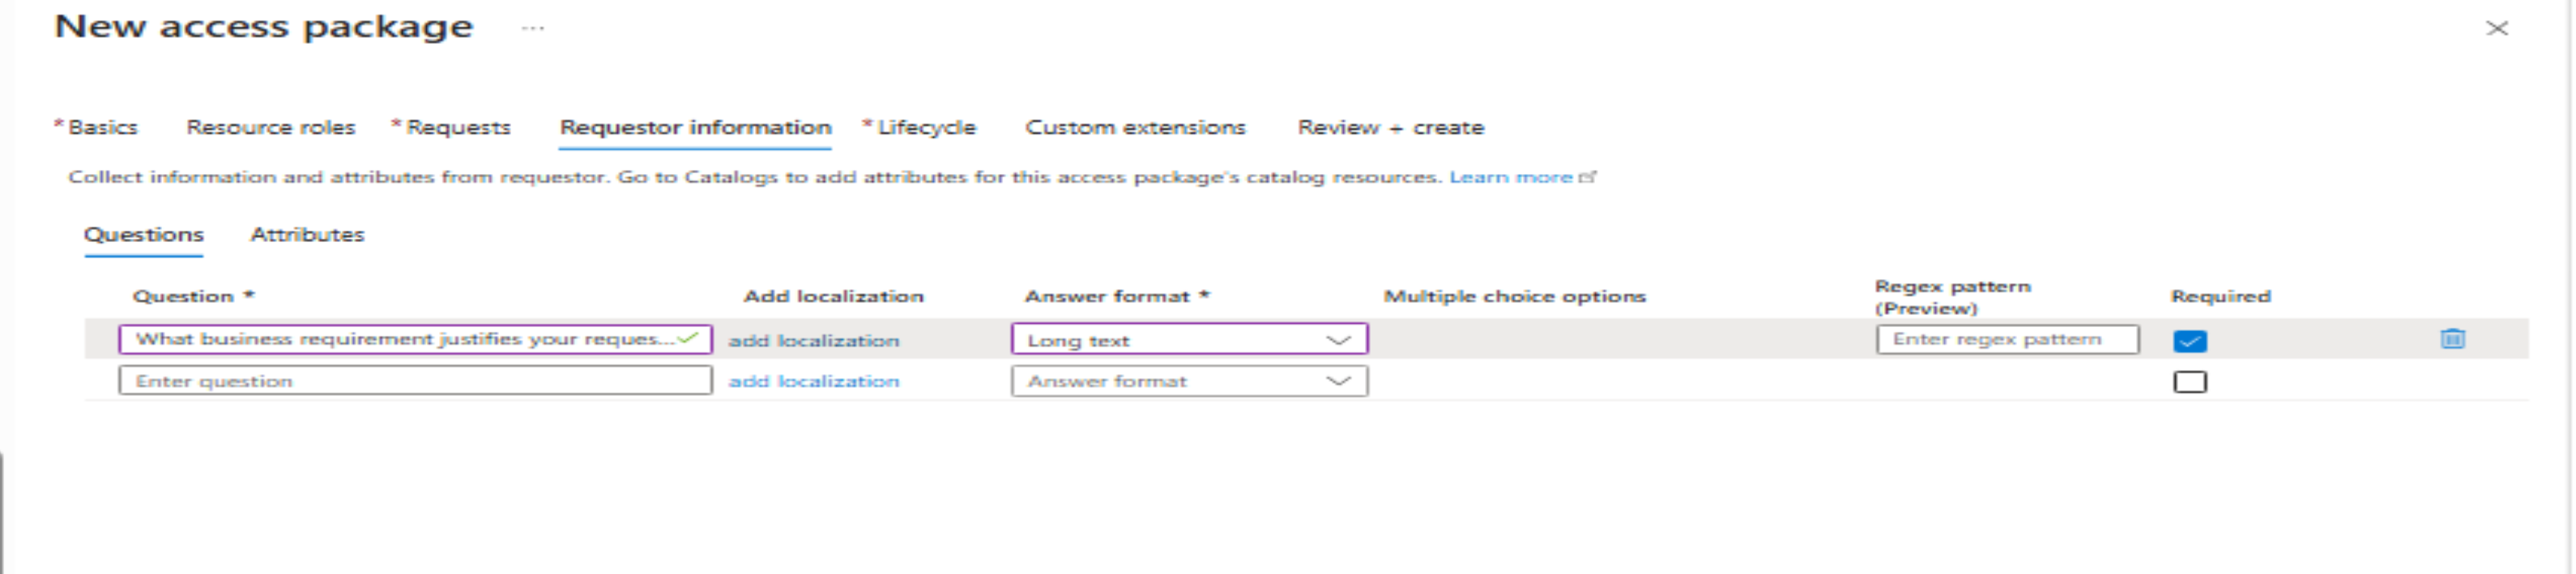 New access package ...
*Basics Resource roles *Requests Requestor information *Lifecycle Custom extensions Review + create
Collect information and attributes from requestor. Go to Catalogs to add attributes for this access package's catalog resources. Learn more
Questions Attributes
Question * Add localization Answer format * Multiple choice options Regex pattern (Preview) Required
What business requirement justifies your reques... add localization Long text Enter regex pattern
Enter question add localization Answer format